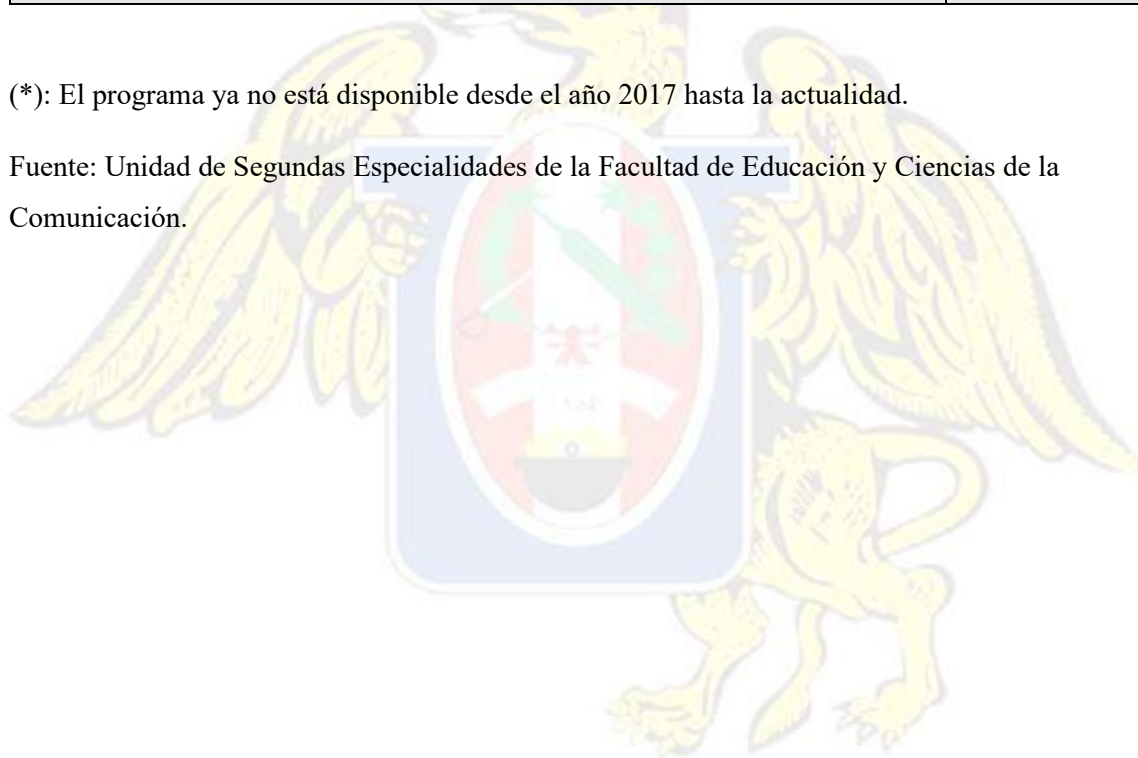 (*): El programa ya no está disponible desde el año 2017 hasta la actualidad.
Fuente: Unidad de Segundas Especialidades de la Facultad de Educación y Ciencias de la
Comunicación.